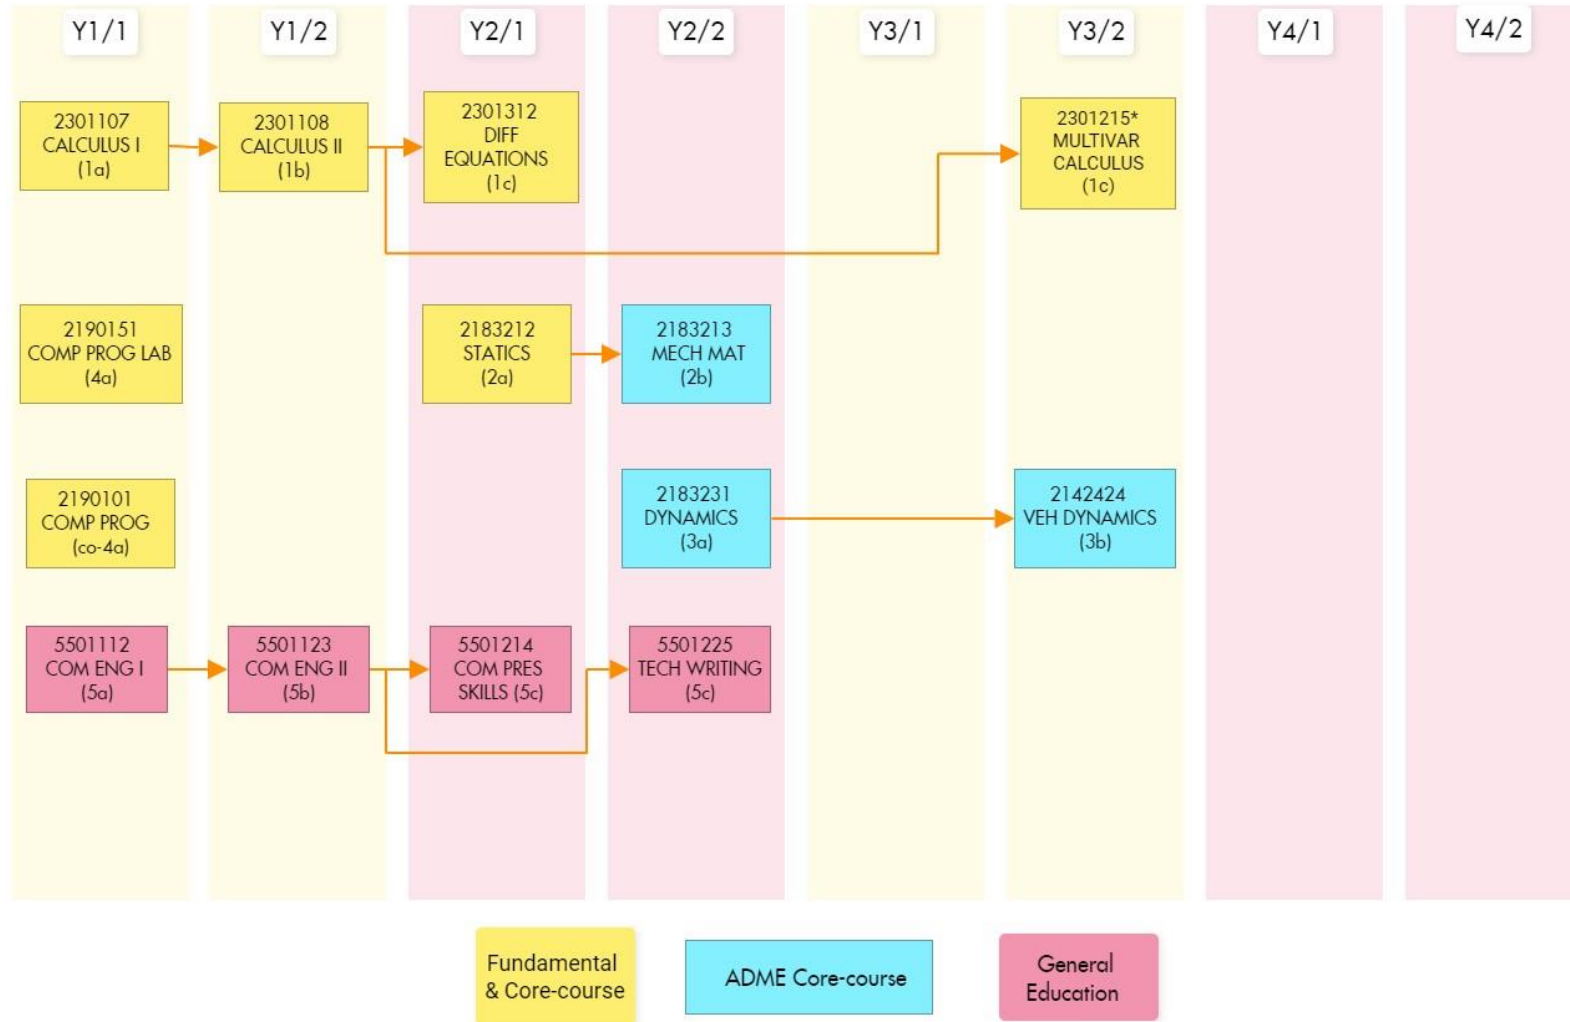 Y1/1
Y1/2
Y2/1
Y2/2
Y3/1
Y3/2
Y4/1
Y4/2
2301107
CALCULUS I
(1a)
2301108
CALCULUS II
(1b)
2301312
DIFF
EQUATIONS
(1c)
2301215*
MULTIVAR
CALCULUS
(1c)
2190151
COMP PROG LAB
(4a)
2183212
STATICS
(2a)
2183213
MECH MAT
(2b)
2190101
COMP PROG
(co-4a)
2183231
DYNAMICS
(3a)
2142424
VEH DYNAMICS
(3b)
5501112
COM ENG I
(5a)
5501123
COM ENG II
(5b)
5501214
COM PRES
SKILLS (5c)
5501225
TECH WRITING
(5c)
Fundamental
& Core-course
ADME Core-course
General
Education